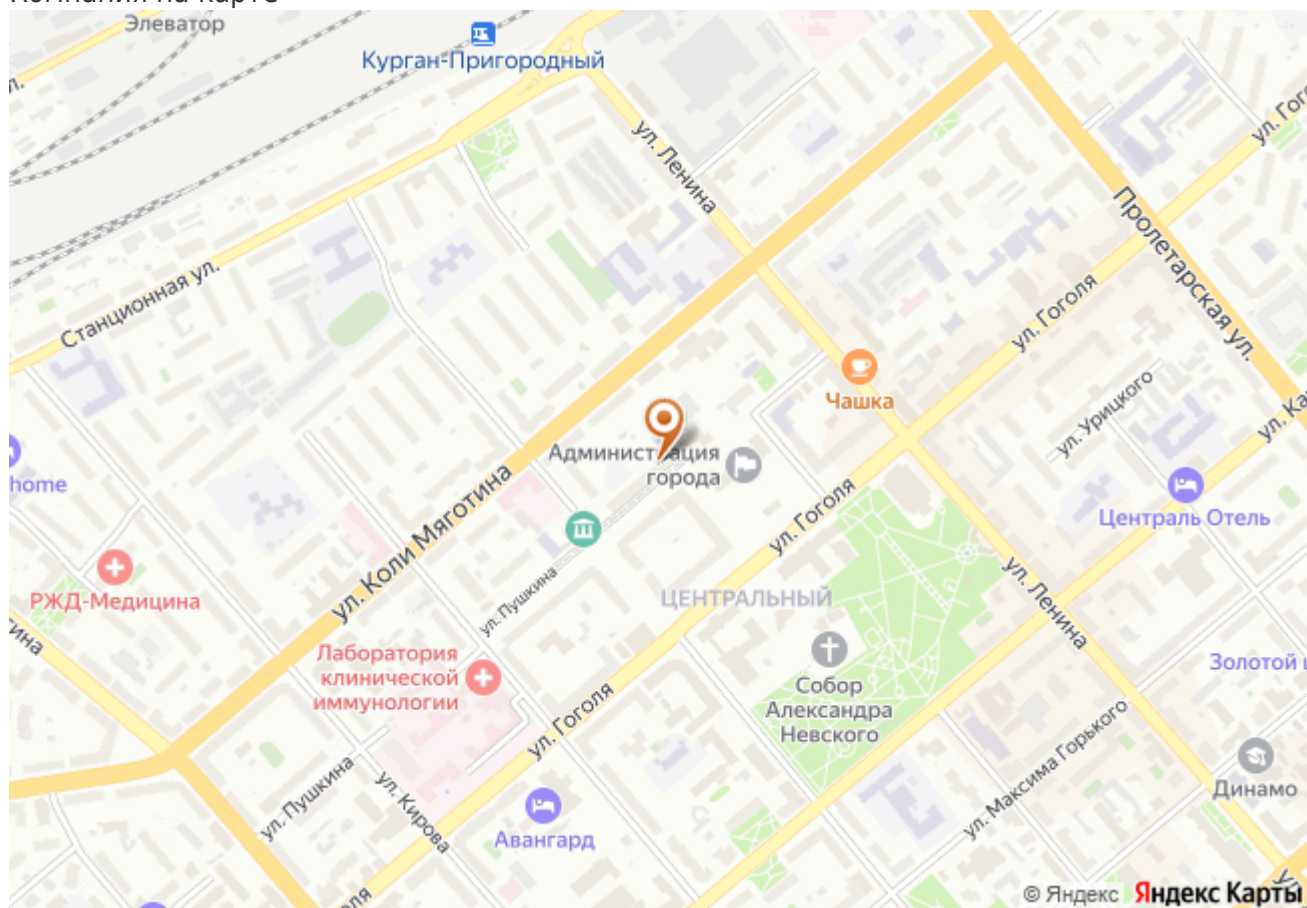 Элеватор
Курган-Пригородный
ул. Ленина
Пролетарская ул.
Станционная ул.
ул. Гоголя
Чашка
ул. Урицкого
Администрация
города
home
ул. Коли Мяготина
ул. Гоголя
Централь Отель
РЖД-Медицина
ул. Пушкина
ЦЕНТРАЛЬНЫЙ
ул. Ленина
Лаборатория
клинической
иммунологии
Собор
Александра
Невского
ул. Гоголя
ул. Максима Горького
ул. Пушкина
ул. Кирова
Динамо
Авангард
© Яндекс Яндекс Карты